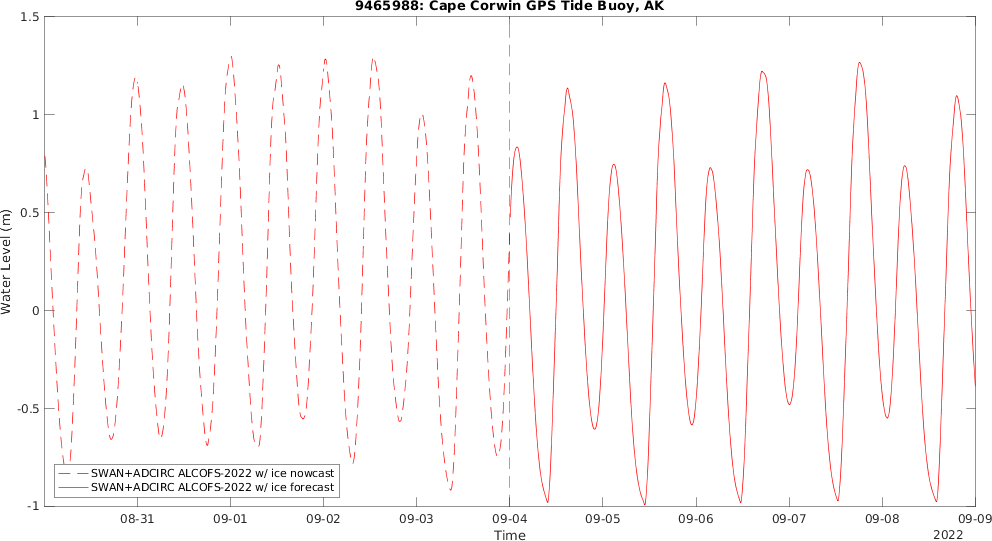 9465988: Cape Corwin GPS Tide Buoy, AK
1.5
1
0.5
0
-0.5
-1
Water Level (m)
SWAN+ADCIRC ALCOFS-2022 w/ ice nowcast
SWAN+ADCIRC ALCOFS-2022 w/ ice forecast
08-31 09-01 09-02 09-03 09-04 09-05 09-06 09-07 09-08 09-09
Time
2022